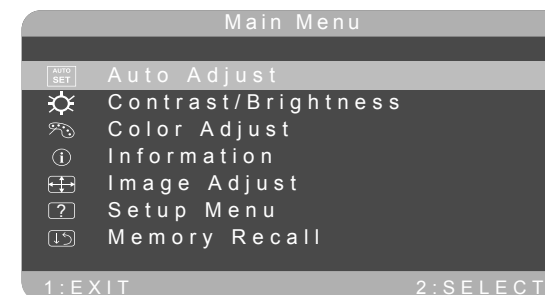 Main Menu
AUTO SET Auto Adjust
Contrast/Brightness
Color Adjust
i Information
Image Adjust
? Setup Menu
Memory Recall
1:EXIT 2:SELECT